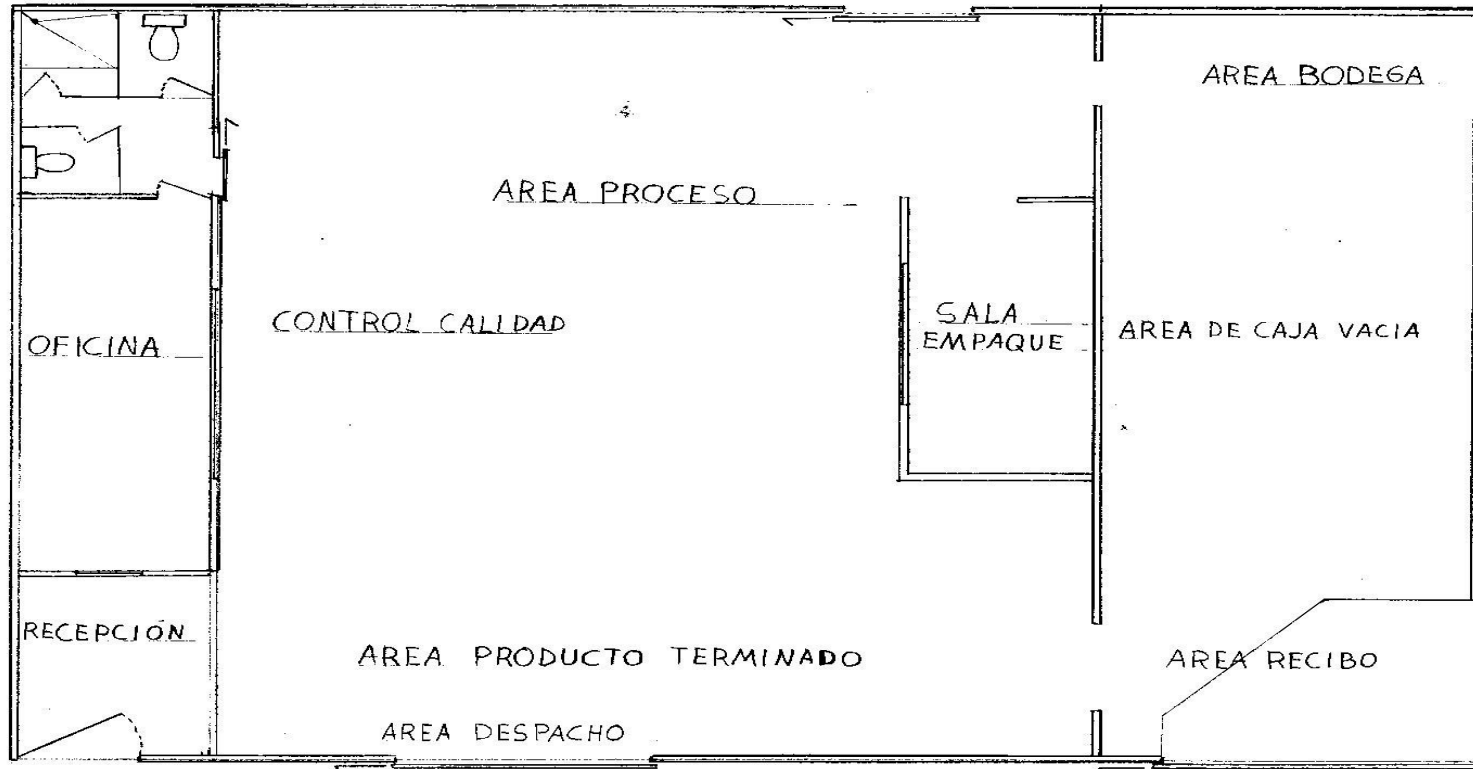 AREA BODEGA
AREA PROCESO
OFICINA
CONTROL CALIDAD
SALA
EMPAQUE
AREA DE CAJA VACIA
RECEPCIÓN
AREA PRODUCTO TERMINADO
AREA RECIBO
AREA DESPACHO